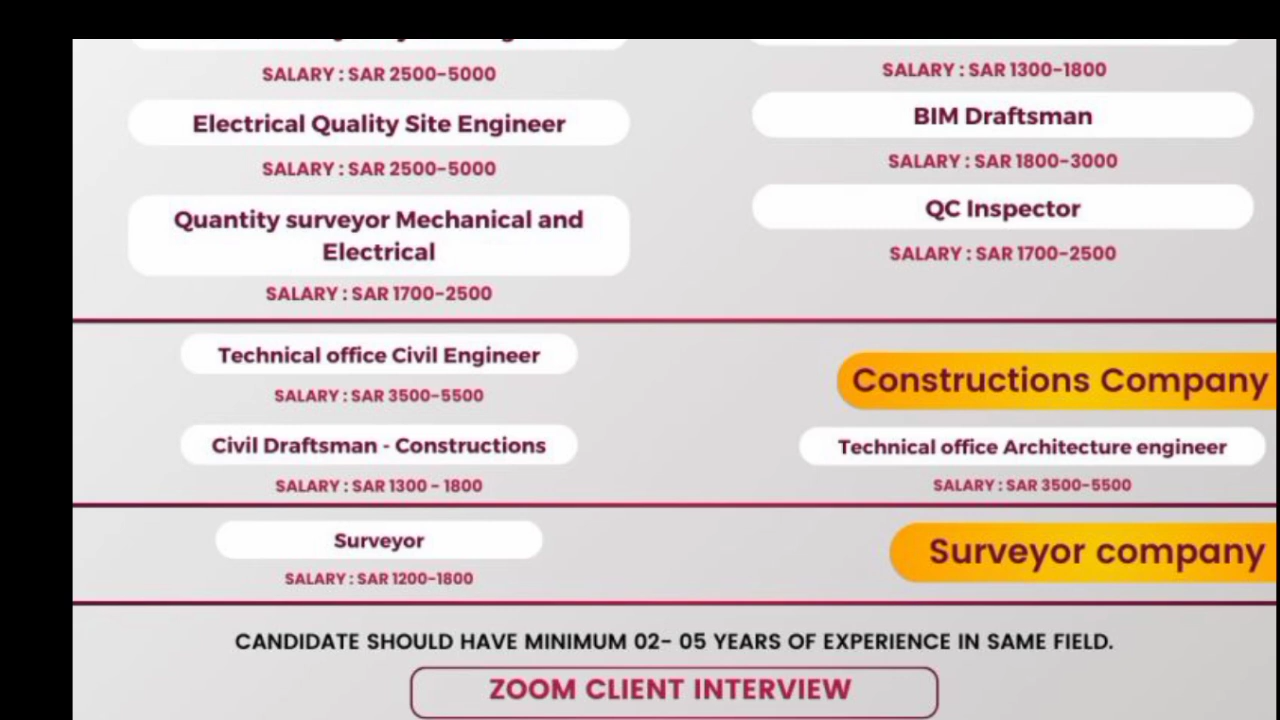 SALARY : SAR 2500-5000
Electrical Quality Site Engineer
SALARY : SAR 2500-5000
Quantity surveyor Mechanical and
Electrical
SALARY : SAR 1700-2500
SALARY : SAR 1300-1800
BIM Draftsman
SALARY : SAR 1800-3000
QC Inspector
SALARY : SAR 1700-2500
Technical office Civil Engineer
SALARY : SAR 3500-5500
Civil Draftsman - Constructions
SALARY : SAR 1300 - 1800
Constructions Company
Technical office Architecture engineer
SALARY : SAR 3500-5500
Surveyor
SALARY : SAR 1200-1800
Surveyor company
CANDIDATE SHOULD HAVE MINIMUM 02- 05 YEARS OF EXPERIENCE IN SAME FIELD.
ZOOM CLIENT INTERVIEW